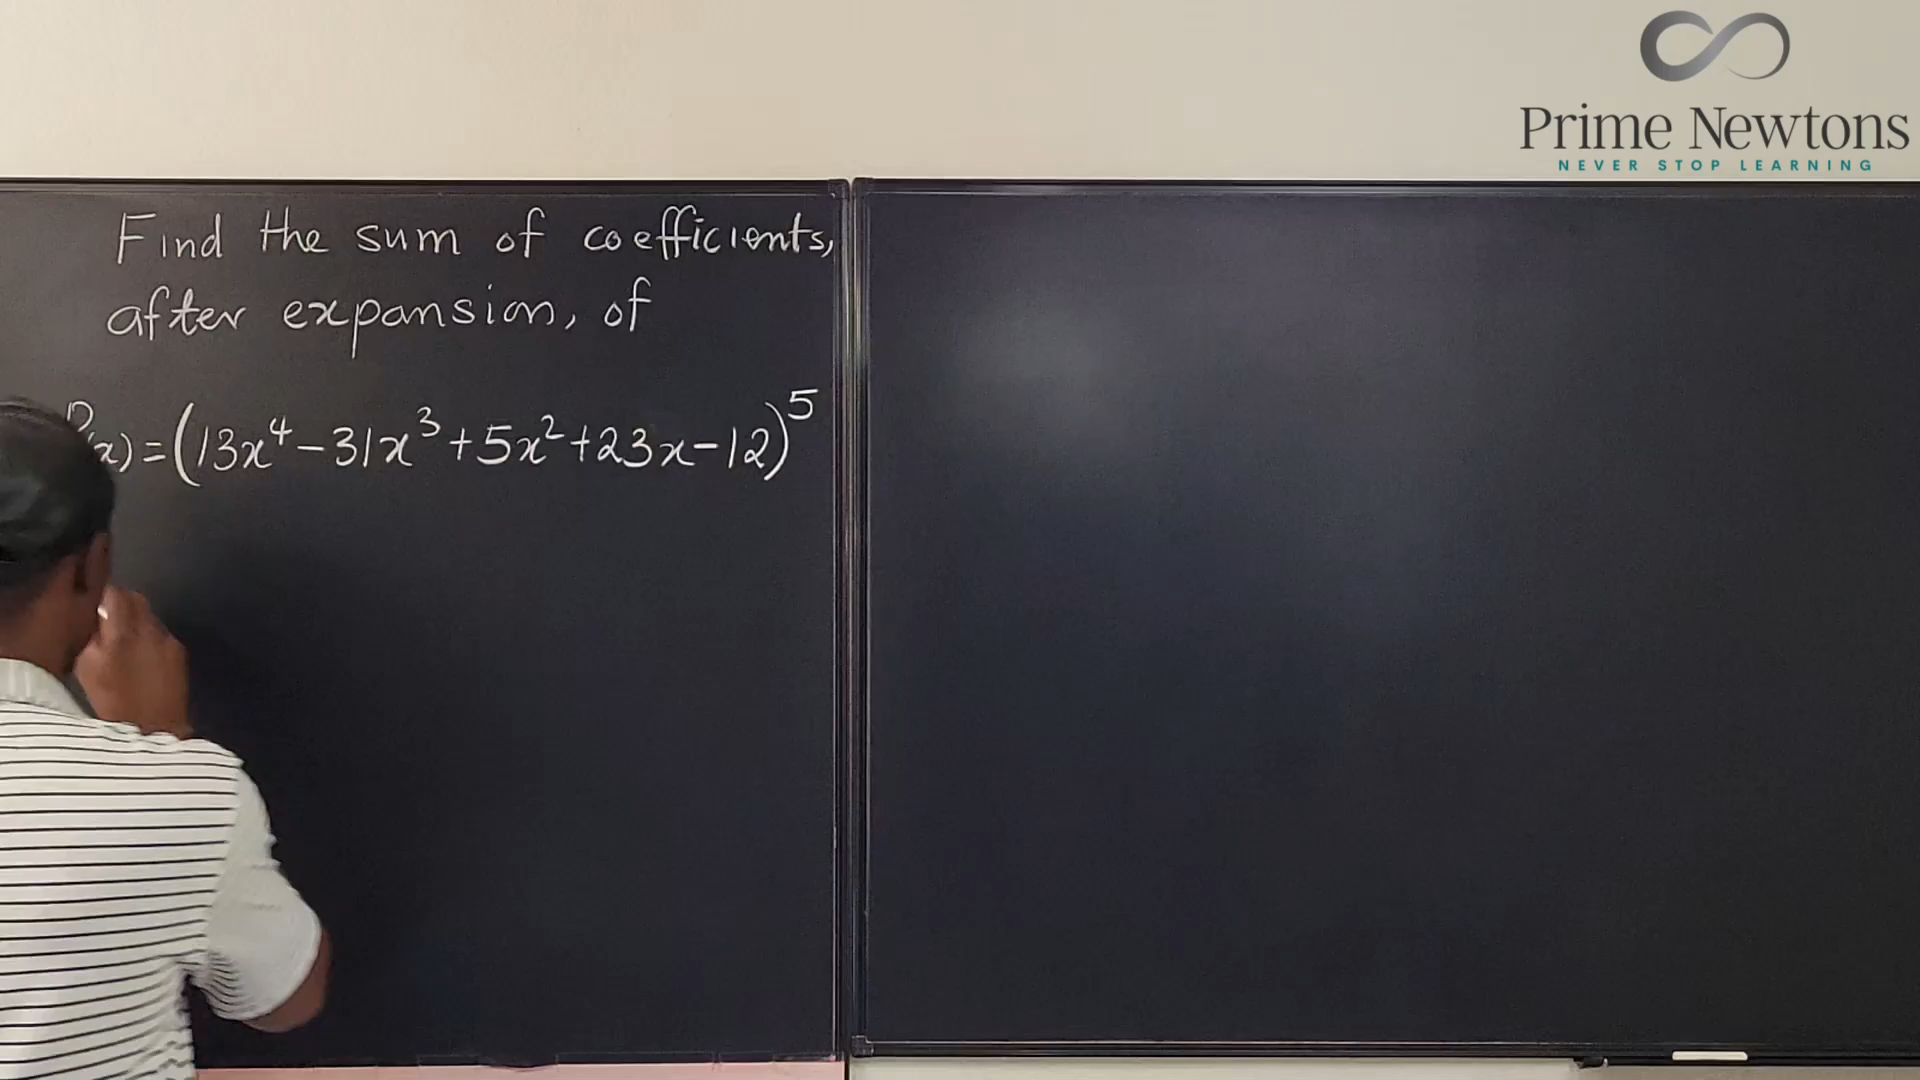 Prime Newtons
NEVER STOP LEARNING
Find the sum of coefficients,
after expansion, of
P(x) = (13x⁴ - 31x³ + 5x² + 23x - 12)⁵